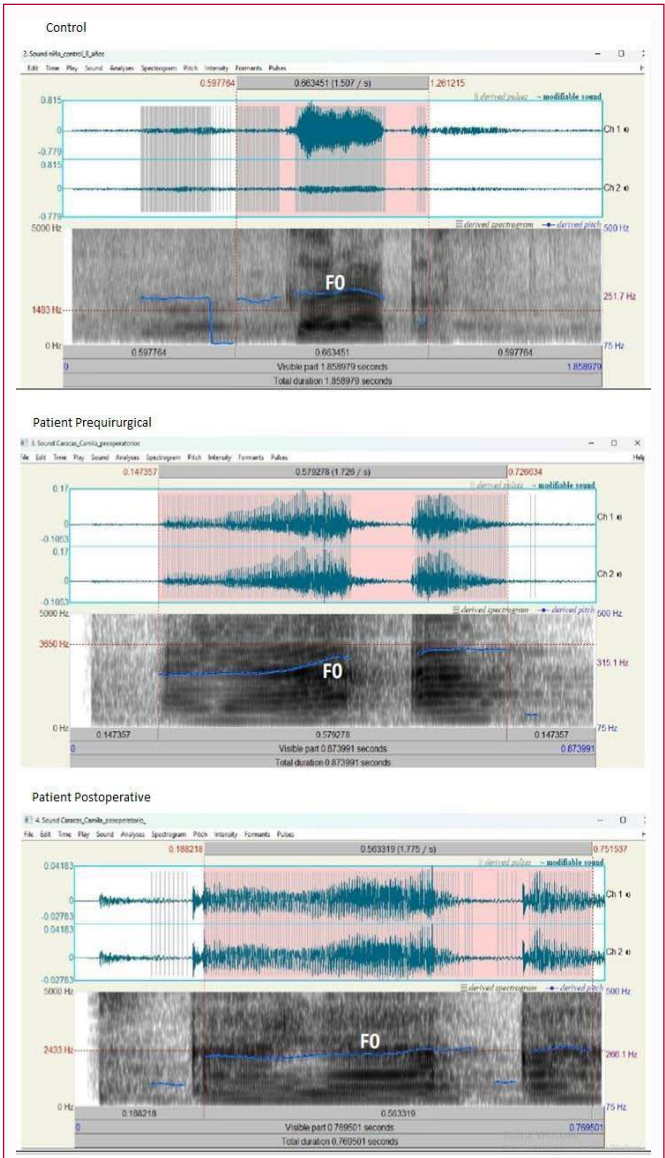 Control
2. Sound niña_control_3_años
Edit Time Play Sound Analyses Spectrogram Pitch Intensity Formants Pulses
0.597764 0.663451 (1.507 / s) 1.261215
derived pulses modifiable sound
0.815
0
-0.779
Ch 1
0.815
0
-0.779
Ch 2
derived spectrogram derived pitch
5000 Hz 500 Hz
F0
1483 Hz 251.7 Hz
0 Hz 75 Hz
0.597764 0.663451 0.597764
0 Visible part 1.858979 seconds 1.858979
Total duration 1.858979 seconds
Patient Prequirurgical
3. Sound Caracas_Camila_preoperatorios
File Edit Time Play Sound Analyses Spectrogram Pitch Intensity Formants Pulses Help
0.147357 0.579278 (1.726 / s) 0.726634
derived pulses modifiable sound
0.17
0
-0.1053
Ch 1
0.17
0
-0.1053
Ch 2
derived spectrogram derived pitch
5000 Hz 500 Hz
3650 Hz
F0 315.1 Hz
0 Hz 75 Hz
0.147357 0.579278 0.147357
0 Visible part 0.873991 seconds 0.873991
Total duration 0.873991 seconds
Patient Postoperative
4. Sound Caracas_Camila_posoperatorio_
File Edit Time Play Sound Analyses Spectrogram Pitch Intensity Formants Pulses
0.188218 0.563319 (1.775 / s) 0.751537
derived pulses modifiable sound
0.04183
0
-0.02783
Ch 1
0.04183
0
-0.02783
Ch 2
derived spectrogram derived pitch
5000 Hz 500 Hz
F0
2433 Hz
0 Hz 75 Hz
0.188218 0.563319
0 Visible part 0.769501 seconds 0.769501
Total duration 0.769501 seconds